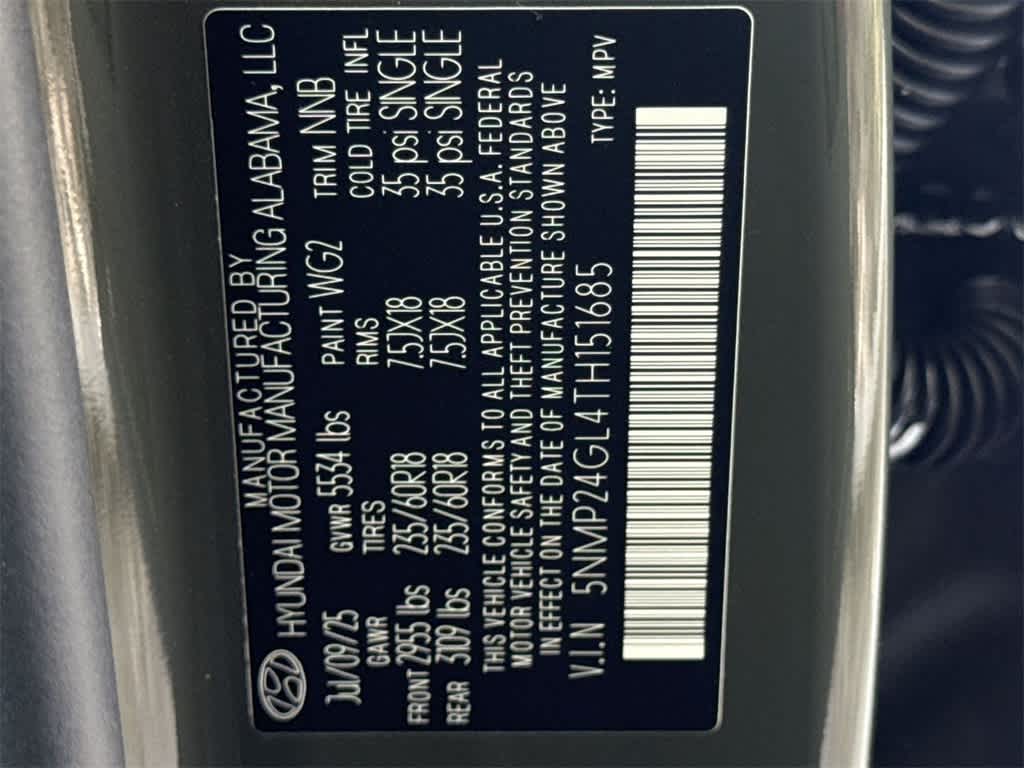 MANUFACTURED BY
HYUNDAI MOTOR MANUFACTURING ALABAMA, LLC
Jul/09/25 GVWR 5534 lbs PAINT WG2 TRIM NNB
GAWR TIRES RIMS COLD TIRE INFL
FRONT 2955 lbs 235/60R18 7.5JX18 35 psi SINGLE
REAR 3109 lbs 235/60R18 7.5JX18 35 psi SINGLE
THIS VEHICLE CONFORMS TO ALL APPLICABLE U.S.A. FEDERAL
MOTOR VEHICLE SAFETY AND THEFT PREVENTION STANDARDS
IN EFFECT ON THE DATE OF MANUFACTURE SHOWN ABOVE
V.I.N 5NMP24GL4TH151685 TYPE: MPV